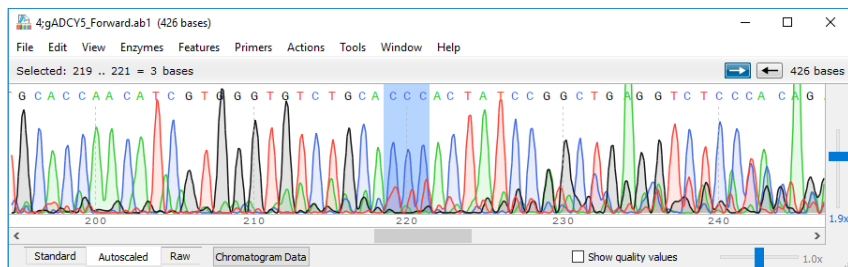 4;gADCY5_Forward.ab1 (426 bases)
File Edit View Enzymes Features Primers Actions Tools Window Help
Selected: 219 .. 221 = 3 bases 426 bases
G C A C C A A C A T C G T G G G T G T C T G C A C C C A C T A T C C G G C T G A G G T C T C C C A C A G
200 210 220 230 240
1.9x
Standard Autoscaled Raw Chromatogram Data Show quality values 1.0x